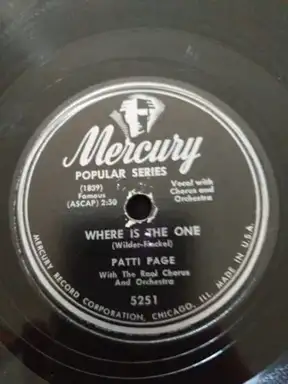 Mercury
POPULAR SERIES
(1839)
Famous
(ASCAP) 2:50
Vocal with
Chorus and
Orchestra
WHERE IS THE ONE
(Wilder-Finckel)
PATTI PAGE
With The Rael Chorus
And Orchestra
5251
MERCURY RECORD CORPORATION, CHICAGO, ILL. MADE IN U.S.A.